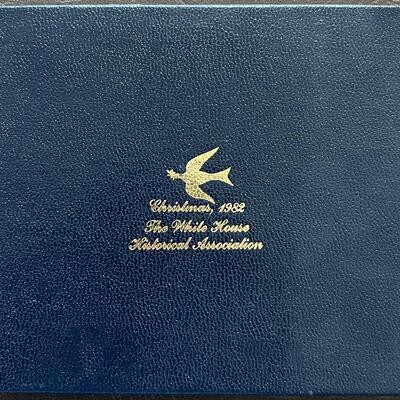 Christmas, 1982
The White House
Historical Association